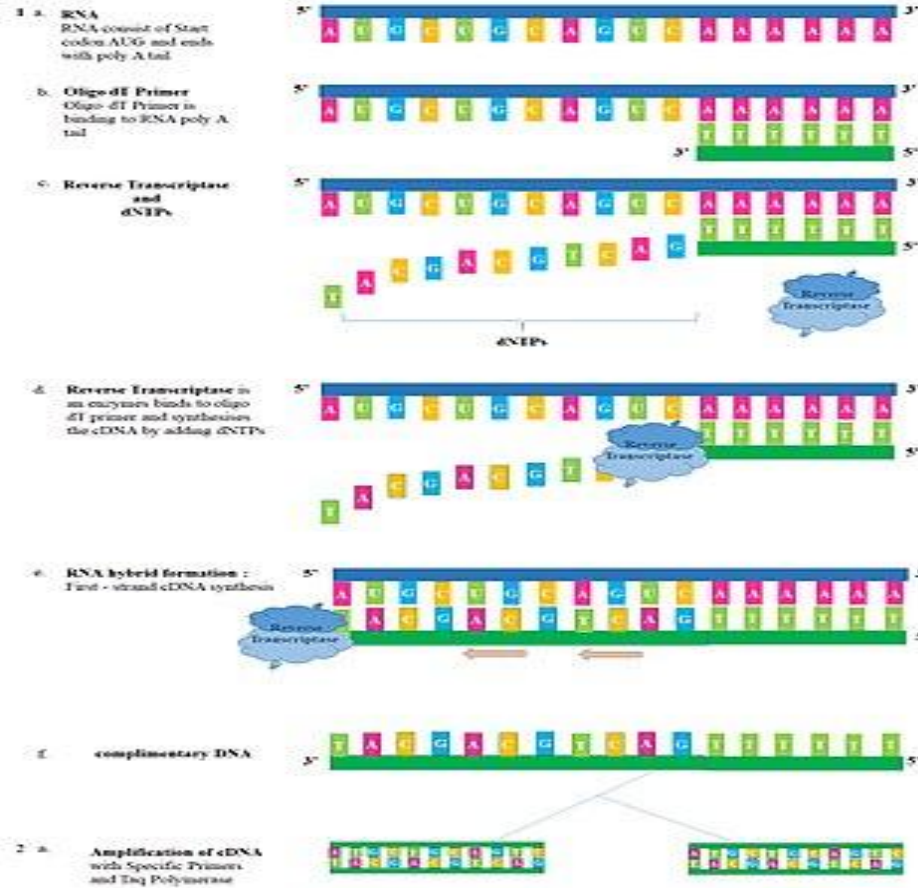 1 a. RNA
RNA consist of Start
codon AUG and ends
with poly A tail
5' 3'
A U G C U G C A G U C A A A A A A
b. Oligo dT Primer
Oligo dT Primer is
binding to RNA poly A
tail
5' 3'
A U G C U G C A G U C A A A A A A
T T T T T T
3' 5'
c. Reverse Transcriptase
and
dNTPs
5' 3'
A U G C U G C A G U C A A A A A A
T T T T T T
5'
T A C G A C G T C A G
Reverse
Transcriptase
dNTPs
d. Reverse Transcriptase is
an enzymes binds to oligo
dT primer and synthesises
the cDNA by adding dNTPs
5' 3'
A U G C U G C A G U C A A A A A A
T T T T T T
5'
Reverse
Transcriptase
T A C G A C G T
e. RNA hybrid formation :
First - strand cDNA synthesis
5' 3'
A U G C U G C A G U C A A A A A A
A C G A C G T C A G T T T T T T
Reverse
Transcriptase
f. complimentary DNA
T A C G A C G T C A G T T T T T T
3' 5'
2 a. Amplification of cDNA
with Specific Primers
and Taq Polymerase